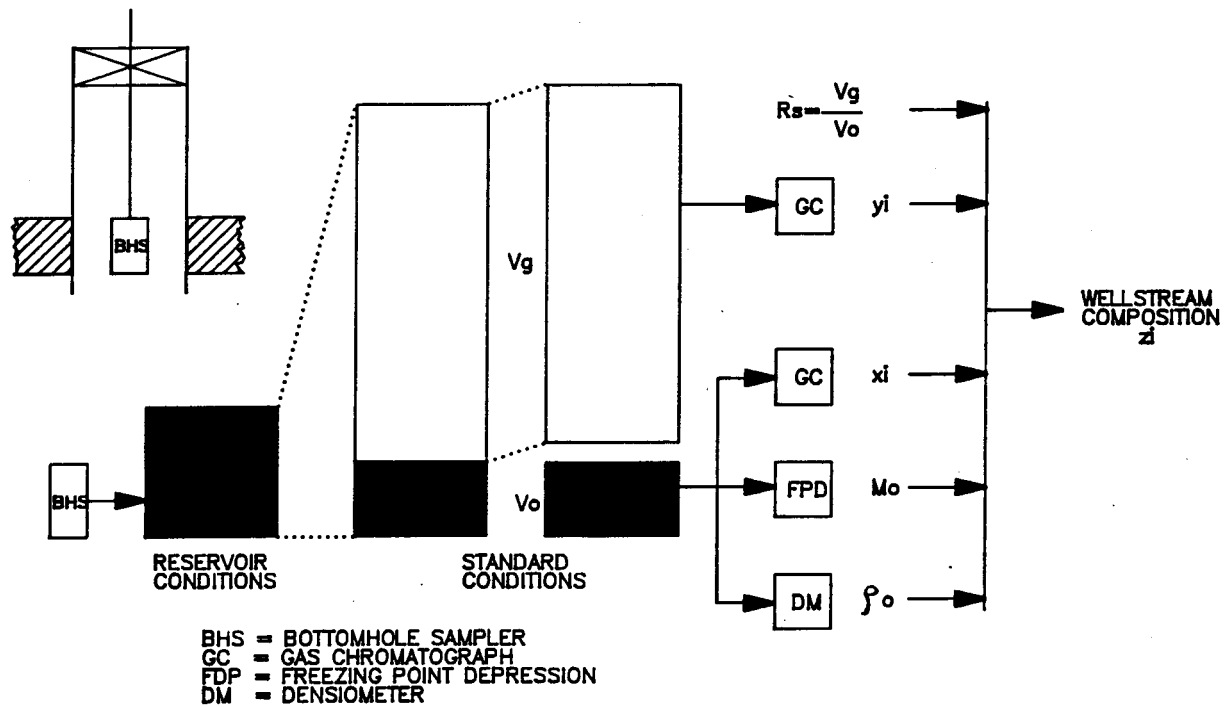 BHS
Rs=Vg/Vo
GC yi
Vg
WELLSTREAM
COMPOSITION
zi
GC xi
BHS
Vo
FPD Mo
RESERVOIR
CONDITIONS
STANDARD
CONDITIONS
DM ρo
BHS = BOTTOMHOLE SAMPLER
GC = GAS CHROMATOGRAPH
FDP = FREEZING POINT DEPRESSION
DM = DENSIOMETER